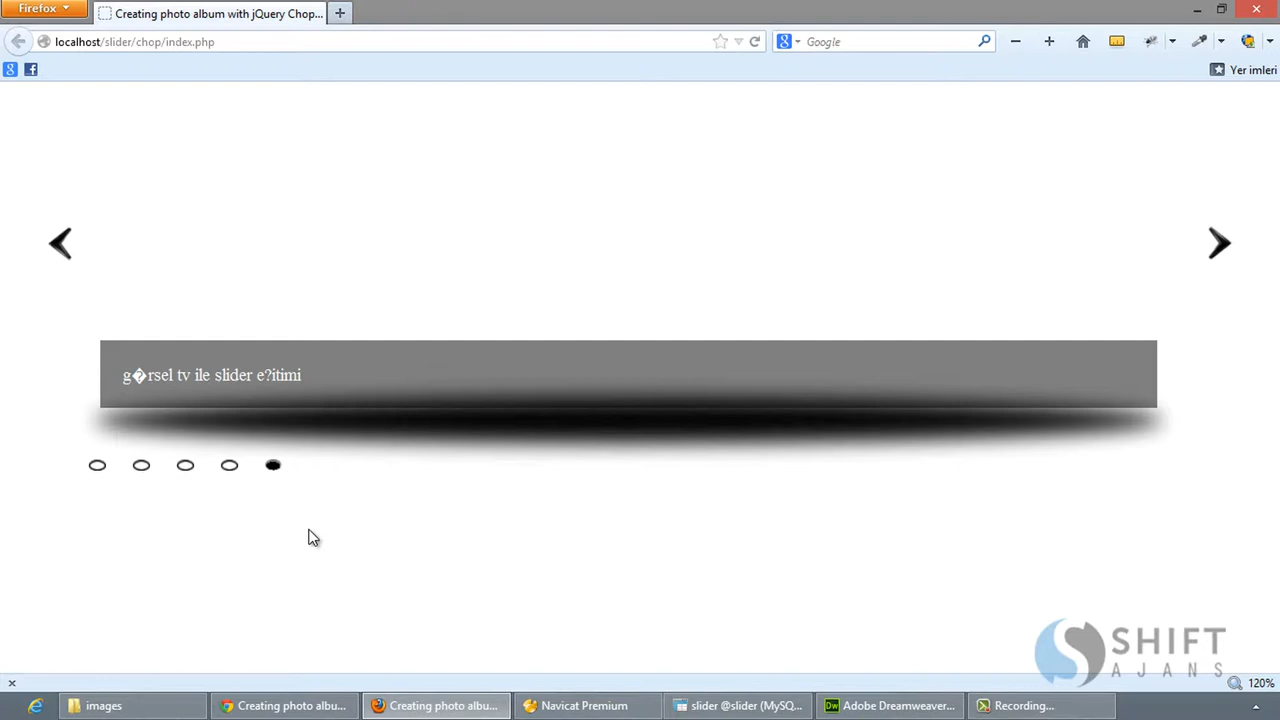 Firefox
Creating photo album with jQuery Chop...
localhost/slider/chop/index.php
Google
Yer imleri
g�rsel tv ile slider e?itimi
SHIFT
AJANS
120%
images
Creating photo albu...
Creating photo albu...
Navicat Premium
slider @slider (MySQ...
Adobe Dreamweaver...
Recording...